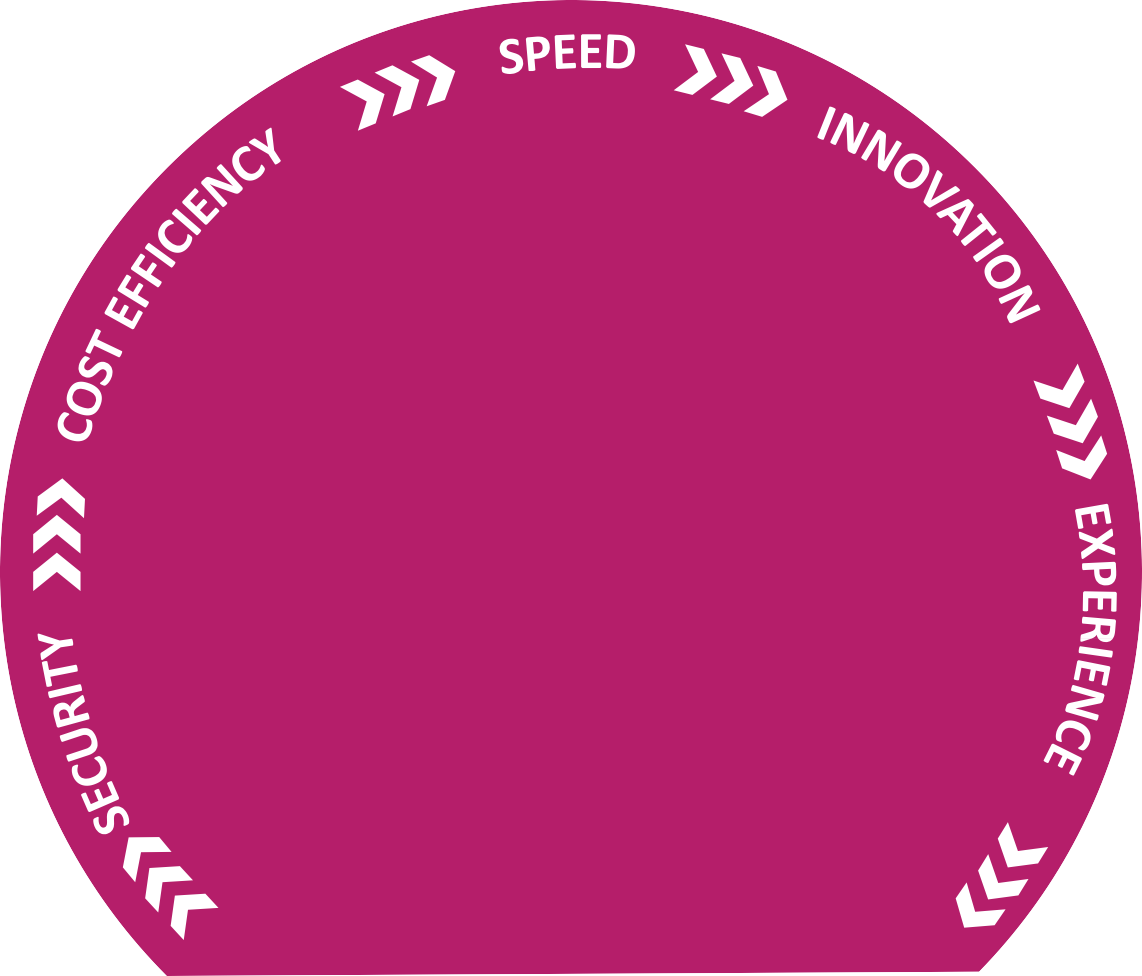 SECURITY
COST EFFICIENCY
SPEED
INNOVATION
EXPERIENCE